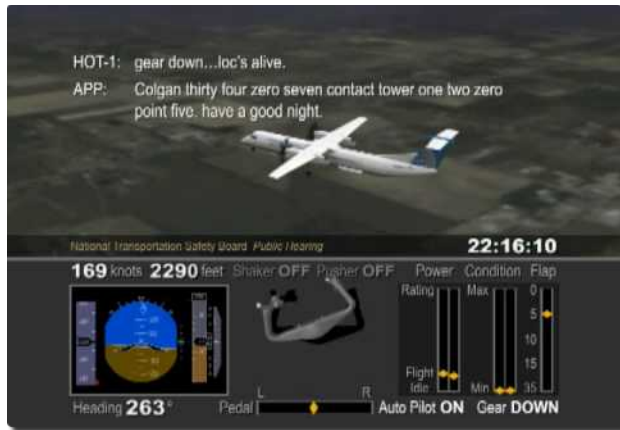 HOT-1: gear down...loc's alive.
APP: Colgan thirty four zero seven contact tower one two zero
point five. have a good night.
National Transportation Safety Board Public Hearing
22:16:10
169 knots 2290 feet Shaker OFF Pusher OFF Power Condition Flap
Rating Max 0
5
10
15
Flight
Idle Min 35
L R
Heading 263° Pedal Auto Pilot ON Gear DOWN